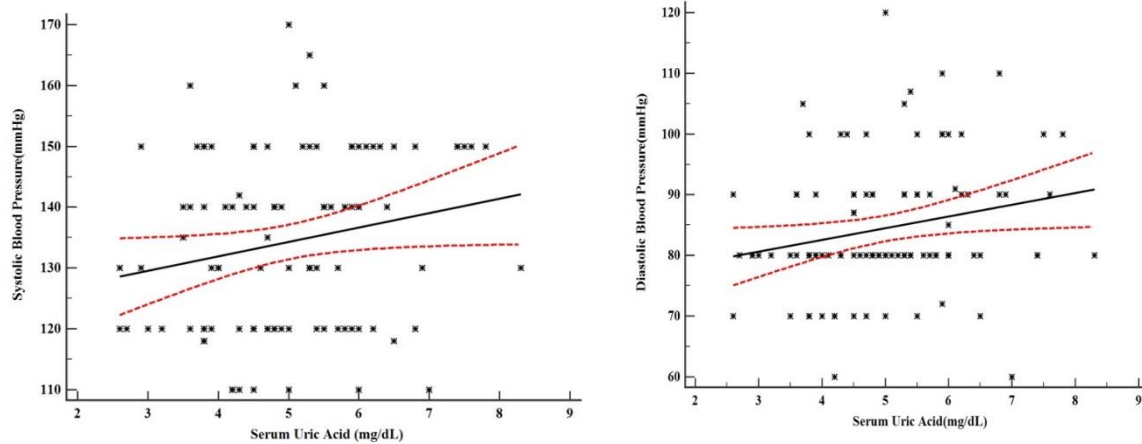 Systolic Blood Pressure(mmHg)
170
160
150
140
130
120
110
2 3 4 5 6 7 8 9
Serum Uric Acid (mg/dL)
Diastolic Blood Pressure(mmHg)
120
110
100
90
80
70
60
2 3 4 5 6 7 8 9
Serum Uric Acid(mg/dL)